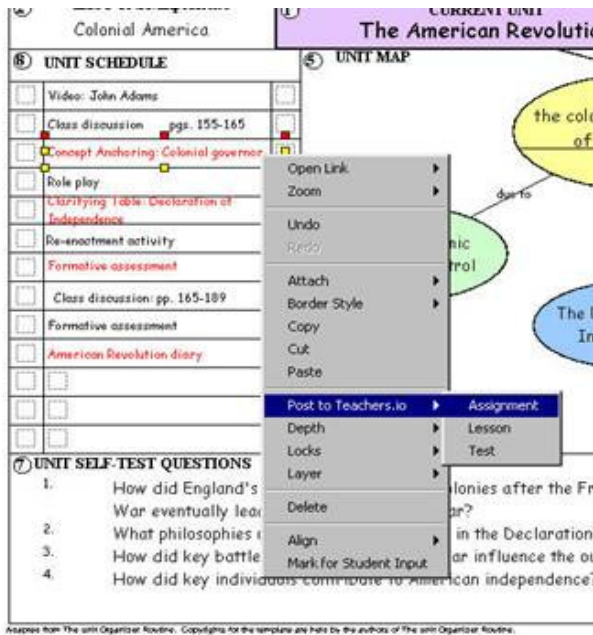 ②
Colonial America
①
CURRENT UNIT
The American Revoluti
⑧ UNIT SCHEDULE
Video: John Adams
Class discussion pgs. 155-165
Concept Anchoring: Colonial governor
Role play
Clarifying Table: Declaration of
Independence
Re-enactment activity
Formative assessment
Class discussion: pp. 165-189
Formative assessment
American Revolution diary
⑤ UNIT MAP
the colo
of
due to
nic
trol
The
In
Open Link
Zoom
Undo
Redo
Attach
Border Style
Copy
Cut
Paste
Post to Teachers.io
Depth
Locks
Layer
Delete
Align
Mark for Student Input
Assignment
Lesson
Test
⑦ UNIT SELF-TEST QUESTIONS
1. How did England's lonies after the Fr
War eventually lea ar?
2. What philosophies in the Declaration
3. How did key battle ar influence the ou
4. How did key individuals contribute to American independence?
Adapted from The Unit Organizer Routine. Copyrights for the template are held by the authors of The Unit Organizer Routine.